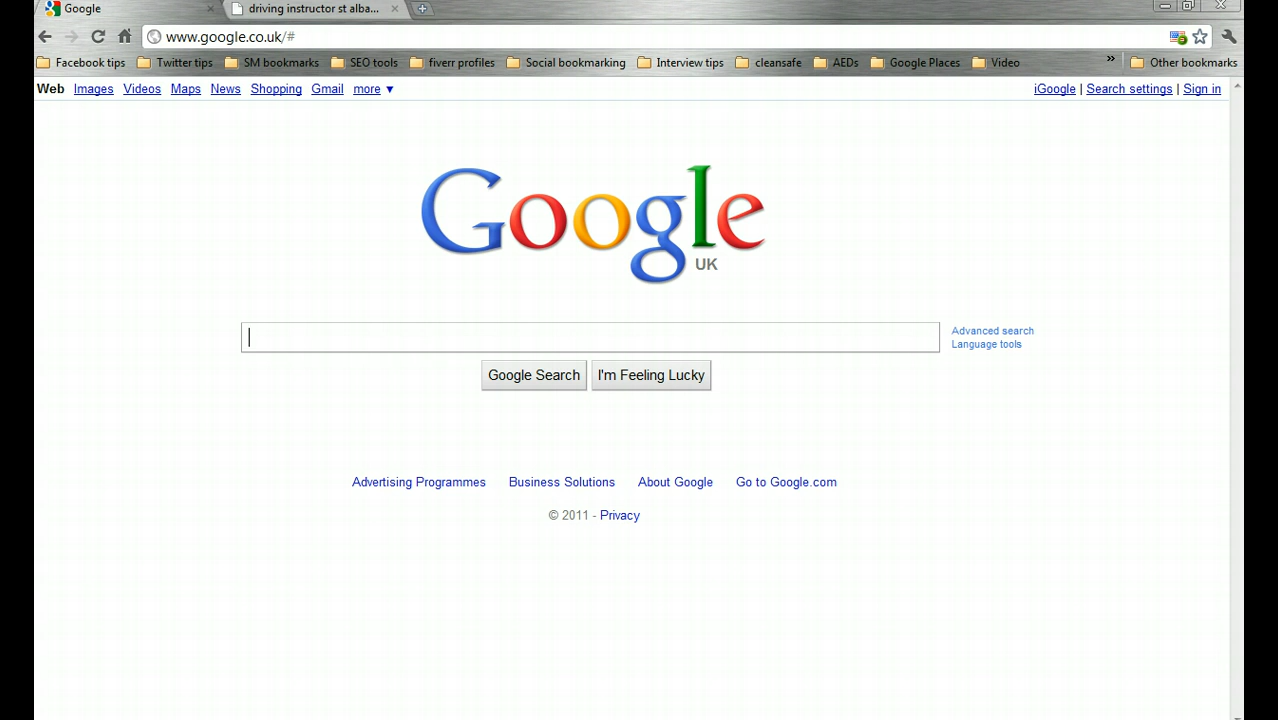 Google
driving instructor st alba...
www.google.co.uk/#
Facebook tips Twitter tips SM bookmarks SEO tools fiverr profiles Social bookmarking Interview tips cleansafe AEDs Google Places Video » Other bookmarks
Web Images Videos Maps News Shopping Gmail more ▼ iGoogle | Search settings | Sign in
Google
UK
Advanced search
Language tools
Google Search I'm Feeling Lucky
Advertising Programmes Business Solutions About Google Go to Google.com
© 2011 - Privacy